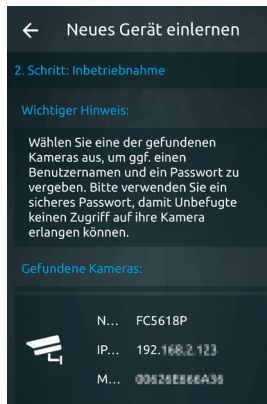 Neues Gerät einlernen
2. Schritt: Inbetriebnahme
Wichtiger Hinweis:
Wählen Sie eine der gefundenen
Kameras aus, um ggf. einen
Benutzernamen und ein Passwort zu
vergeben. Bitte verwenden Sie ein
sicheres Passwort, damit Unbefugte
keinen Zugriff auf ihre Kamera
erlangen können.
Gefundene Kameras:
N... FC5618P
IP... 192.
M...